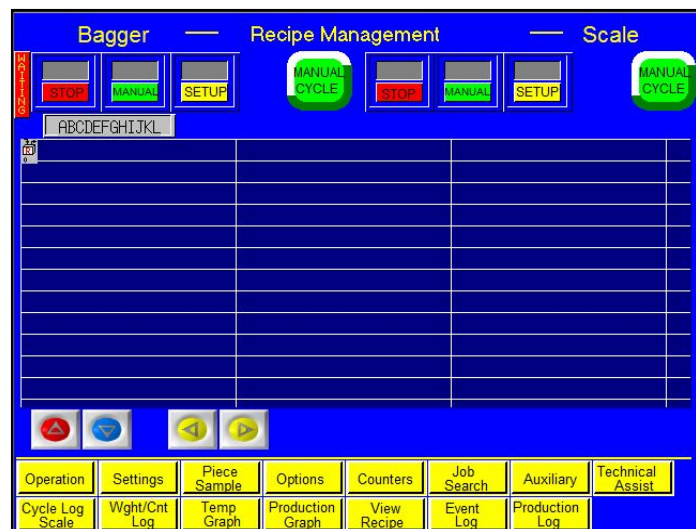 Bagger — Recipe Management — Scale
WAITING
STOP MANUAL SETUP MANUAL CYCLE STOP MANUAL SETUP MANUAL CYCLE
ABCDEFGHIJKL
R
0
Operation Settings Piece Sample Options Counters Job Search Auxiliary Technical Assist
Cycle Log Scale Wght/Cnt Log Temp Graph Production Graph View Recipe Event Log Production Log